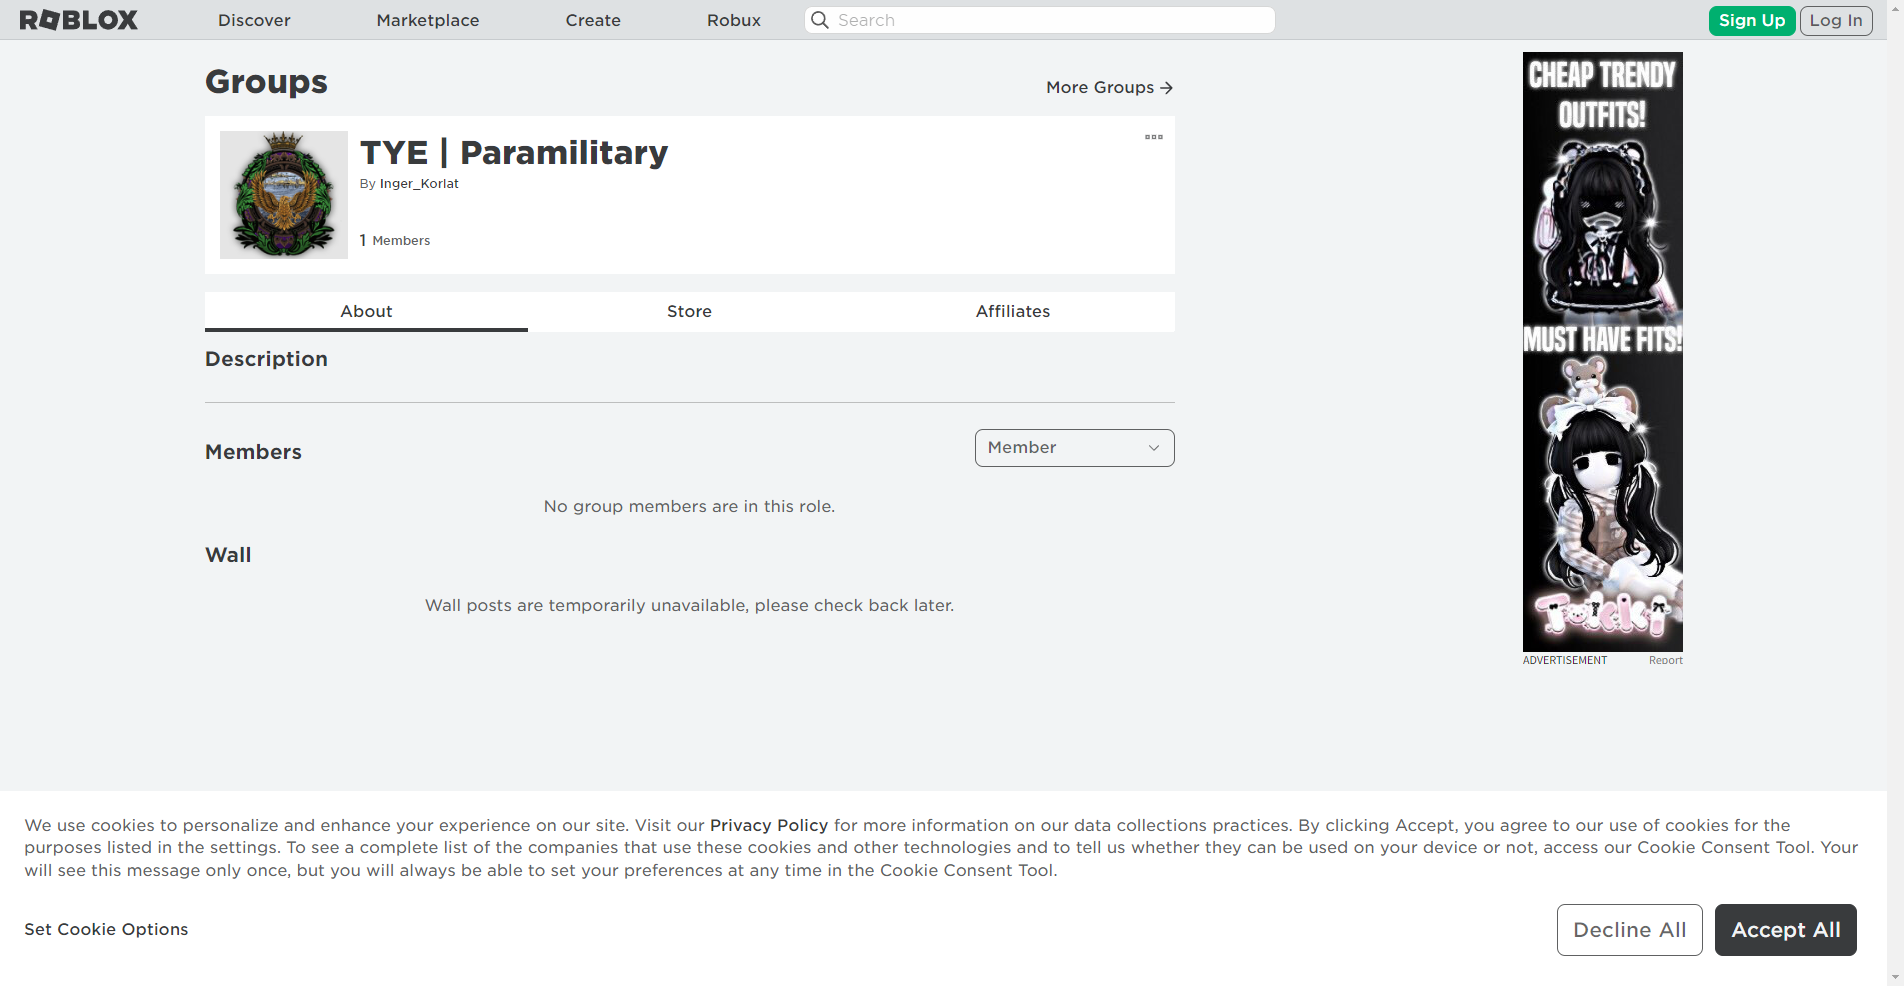 ROBLOX
Discover
Marketplace
Create
Robux
Search
Sign Up
Log In
Groups
More Groups
TYE | Paramilitary
By Inger_Korlat
1 Members
About
Store
Affiliates
Description
Members
Member
No group members are in this role.
Wall
Wall posts are temporarily unavailable, please check back later.
CHEAP TRENDY
OUTFITS!
MUST HAVE FITS!
ADVERTISEMENT
Report
We use cookies to personalize and enhance your experience on our site. Visit our Privacy Policy for more information on our data collections practices. By clicking Accept, you agree to our use of cookies for the
purposes listed in the settings. To see a complete list of the companies that use these cookies and other technologies and to tell us whether they can be used on your device or not, access our Cookie Consent Tool. Your
will see this message only once, but you will always be able to set your preferences at any time in the Cookie Consent Tool.
Set Cookie Options
Decline All
Accept All